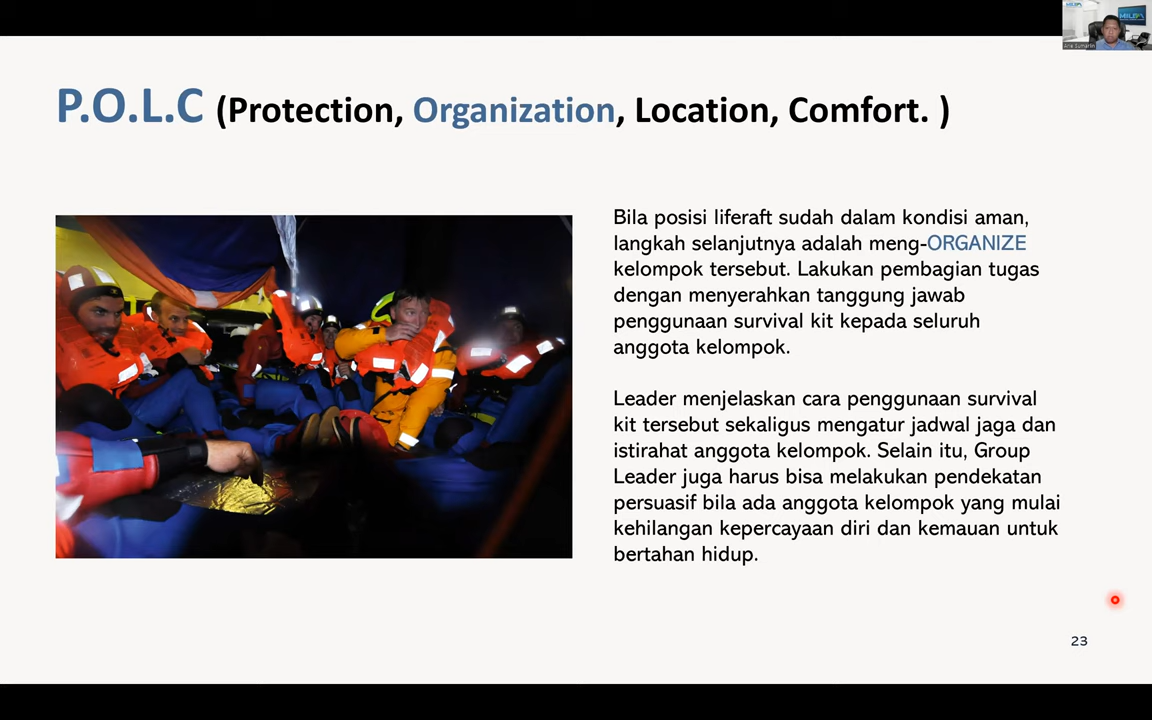 P.O.L.C (Protection, Organization, Location, Comfort. )
Bila posisi liferaft sudah dalam kondisi aman,
langkah selanjutnya adalah meng-ORGANIZE
kelompok tersebut. Lakukan pembagian tugas
dengan menyerahkan tanggung jawab
penggunaan survival kit kepada seluruh
anggota kelompok.
Leader menjelaskan cara penggunaan survival
kit tersebut sekaligus mengatur jadwal jaga dan
istirahat anggota kelompok. Selain itu, Group
Leader juga harus bisa melakukan pendekatan
persuasif bila ada anggota kelompok yang mulai
kehilangan kepercayaan diri dan kemauan untuk
bertahan hidup.
23